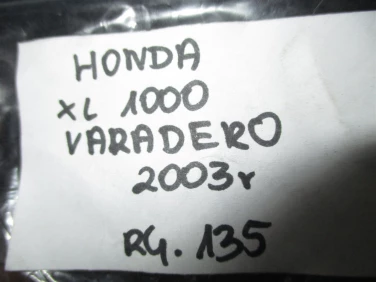 HONDA
XL 1000
VARADERO
2003r
RG. 135